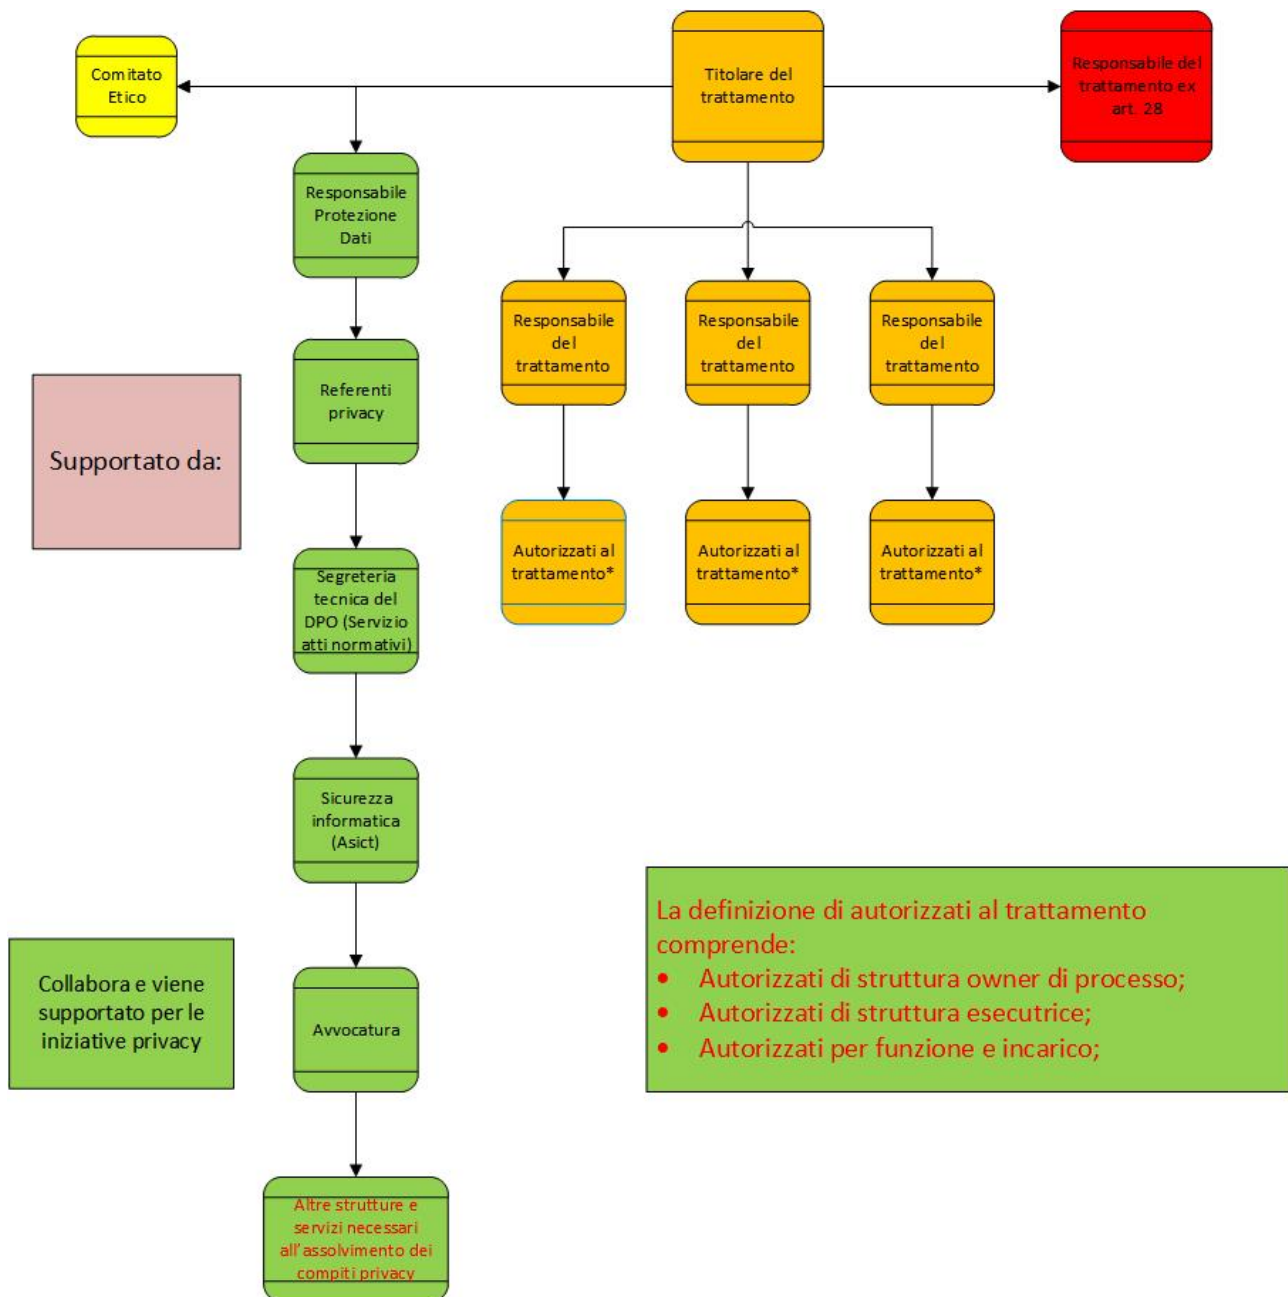 Comitato
Etico
Titolare del
trattamento
Responsabile del
trattamento ex
art. 28
Responsabile
Protezione
Dati
Responsabile
del
trattamento
Responsabile
del
trattamento
Responsabile
del
trattamento
Referenti
privacy
Supportato da:
Autorizzati al
trattamento*
Autorizzati al
trattamento*
Autorizzati al
trattamento*
Segreteria
tecnica del
DPO (Servizio
atti normativi)
Sicurezza
informatica
(Asict)
La definizione di autorizzati al trattamento
comprende:
• Autorizzati di struttura owner di processo;
• Autorizzati di struttura esecutrice;
• Autorizzati per funzione e incarico;
Collabora e viene
supportato per le
iniziative privacy
Avvocatura
Altre strutture e
servizi necessari
all'assolvimento dei
compiti privacy